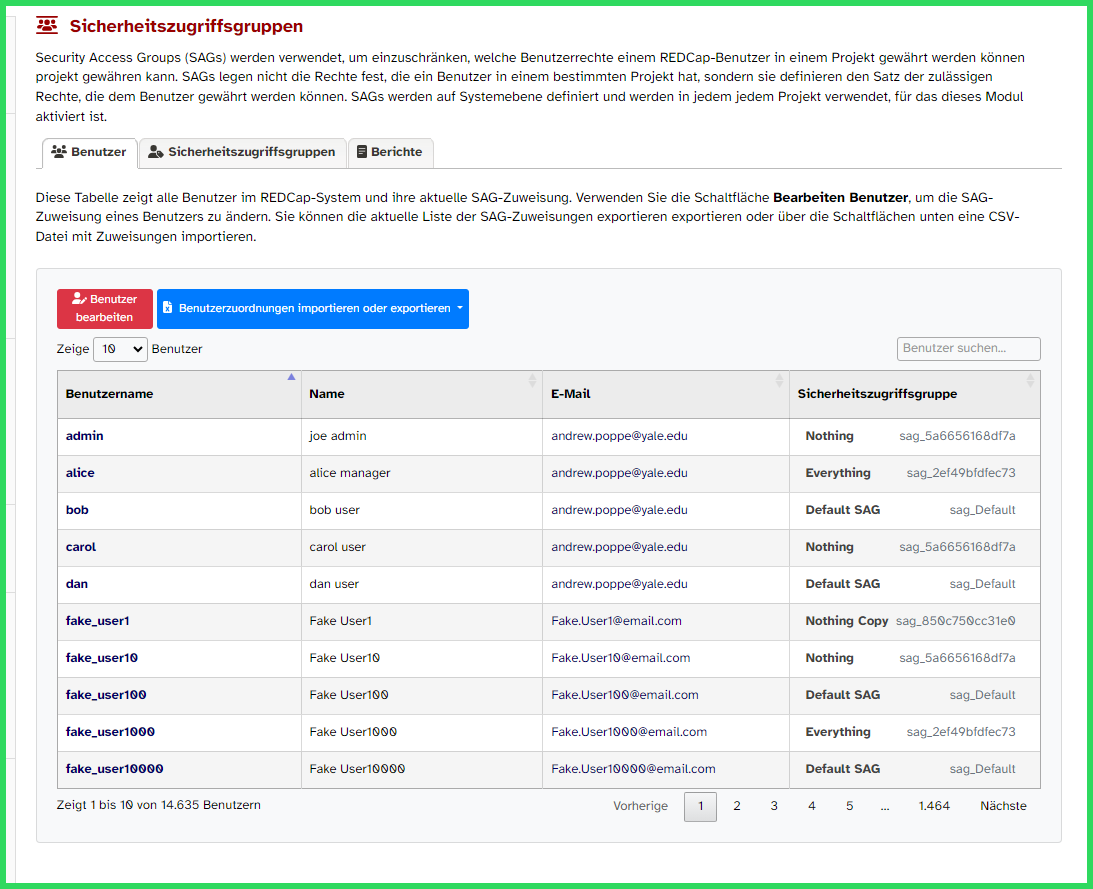 Sicherheitszugriffsgruppen
Security Access Groups (SAGs) werden verwendet, um einzuschränken, welche Benutzerrechte einem REDCap-Benutzer in einem Projekt gewährt werden können
projekt gewähren kann. SAGs legen nicht die Rechte fest, die ein Benutzer in einem bestimmten Projekt hat, sondern sie definieren den Satz der zulässigen
Rechte, die dem Benutzer gewährt werden können. SAGs werden auf Systemebene definiert und werden in jedem jedem Projekt verwendet, für das dieses Modul
aktiviert ist.
Benutzer Sicherheitszugriffsgruppen Berichte
Diese Tabelle zeigt alle Benutzer im REDCap-System und ihre aktuelle SAG-Zuweisung. Verwenden Sie die Schaltfläche Bearbeiten Benutzer, um die SAG-
Zuweisung eines Benutzers zu ändern. Sie können die aktuelle Liste der SAG-Zuweisungen exportieren exportieren oder über die Schaltflächen unten eine CSV-
Datei mit Zuweisungen importieren.
Benutzer
bearbeiten
Benutzerzuordnungen importieren oder exportieren
Zeige 10 Benutzer
Benutzer suchen...
Benutzername Name E-Mail Sicherheitszugriffsgruppe
admin joe admin andrew.poppe@yale.edu Nothing sag_5a6656168df7a
alice alice manager andrew.poppe@yale.edu Everything sag_2ef49bfdfec73
bob bob user andrew.poppe@yale.edu Default SAG sag_Default
carol carol user andrew.poppe@yale.edu Nothing sag_5a6656168df7a
dan dan user andrew.poppe@yale.edu Default SAG sag_Default
fake_user1 Fake User1 Fake.User1@email.com Nothing Copy sag_850c750cc31e0
fake_user10 Fake User10 Fake.User10@email.com Nothing sag_5a6656168df7a
fake_user100 Fake User100 Fake.User100@email.com Default SAG sag_Default
fake_user1000 Fake User1000 Fake.User1000@email.com Everything sag_2ef49bfdfec73
fake_user10000 Fake User10000 Fake.User10000@email.com Default SAG sag_Default
Zeigt 1 bis 10 von 14.635 Benutzern
Vorherige 1 2 3 4 5 ... 1.464 Nächste